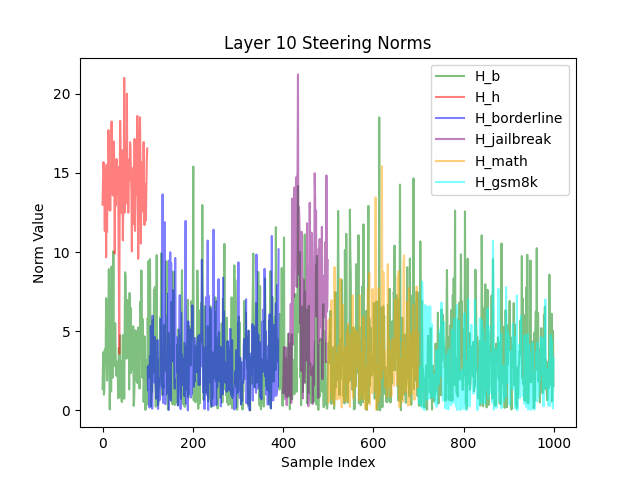 Layer 10 Steering Norms
H_b
H_h
H_borderline
H_jailbreak
H_math
H_gsm8k
Norm Value
20
15
10
5
0
0 200 400 600 800 1000
Sample Index